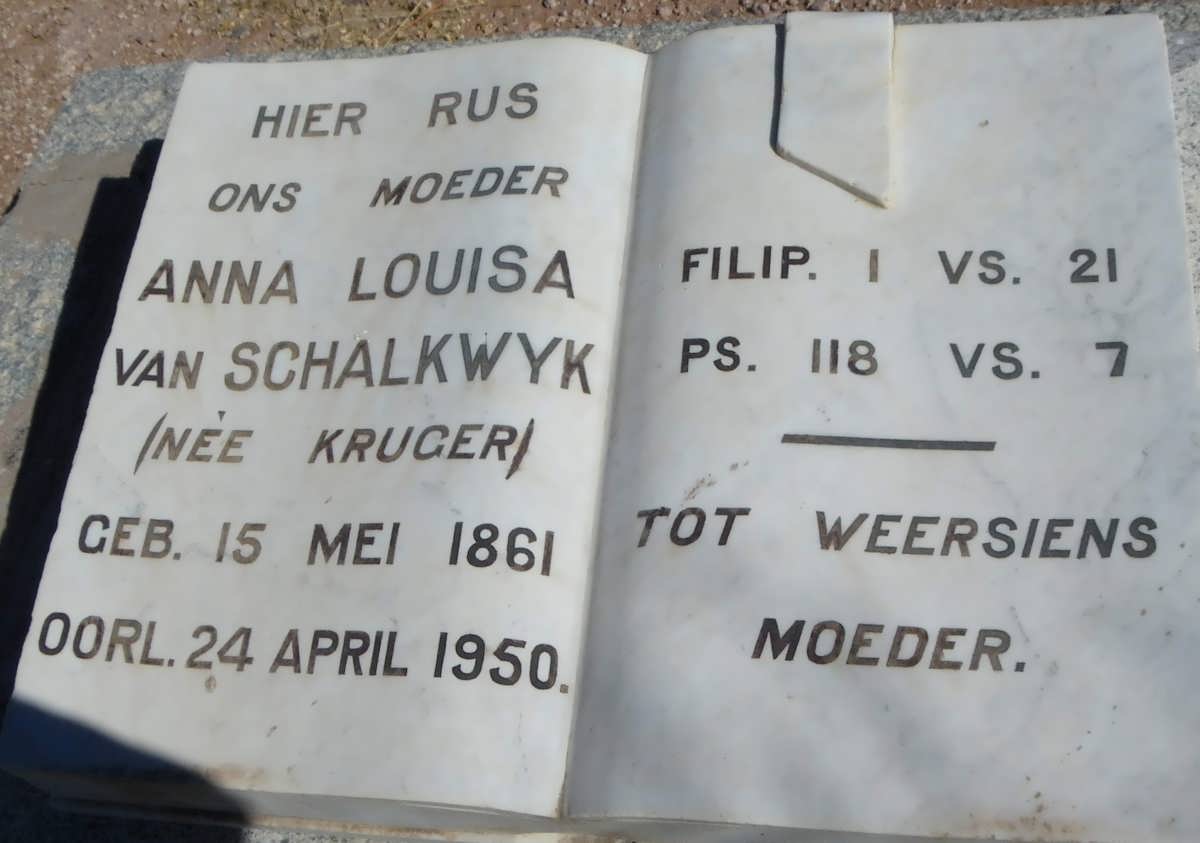 HIER RUS
ONS MOEDER
ANNA LOUISA
VAN SCHALKWYK
(NÉE KRUGER)
GEB. 15 MEI 1861
OORL. 24 APRIL 1950.
FILIP. 1 VS. 21
PS. 118 VS. 7
TOT WEERSIENS
MOEDER.